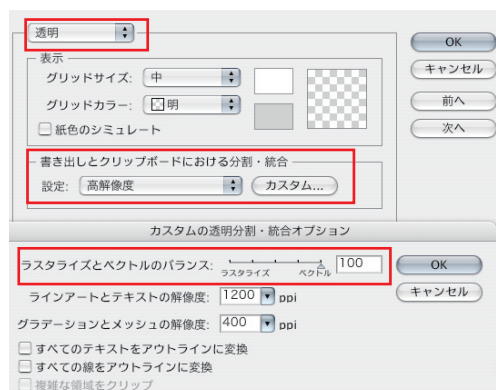 透明
OK
キャンセル
前へ
次へ
表示
グリッドサイズ: 中
グリッドカラー: 明
紙色のシミュレート
書き出しとクリップボードにおける分割・統合
設定: 高解像度 カスタム...
カスタムの透明分割・統合オプション
ラスタライズとベクトルのバランス: 100
ラスタライズ ベクトル
OK
キャンセル
ラインアートとテキストの解像度: 1200 ppi
グラデーションとメッシュの解像度: 400 ppi
すべてのテキストをアウトラインに変換
すべての線をアウトラインに変換
複雑な領域をクリップ